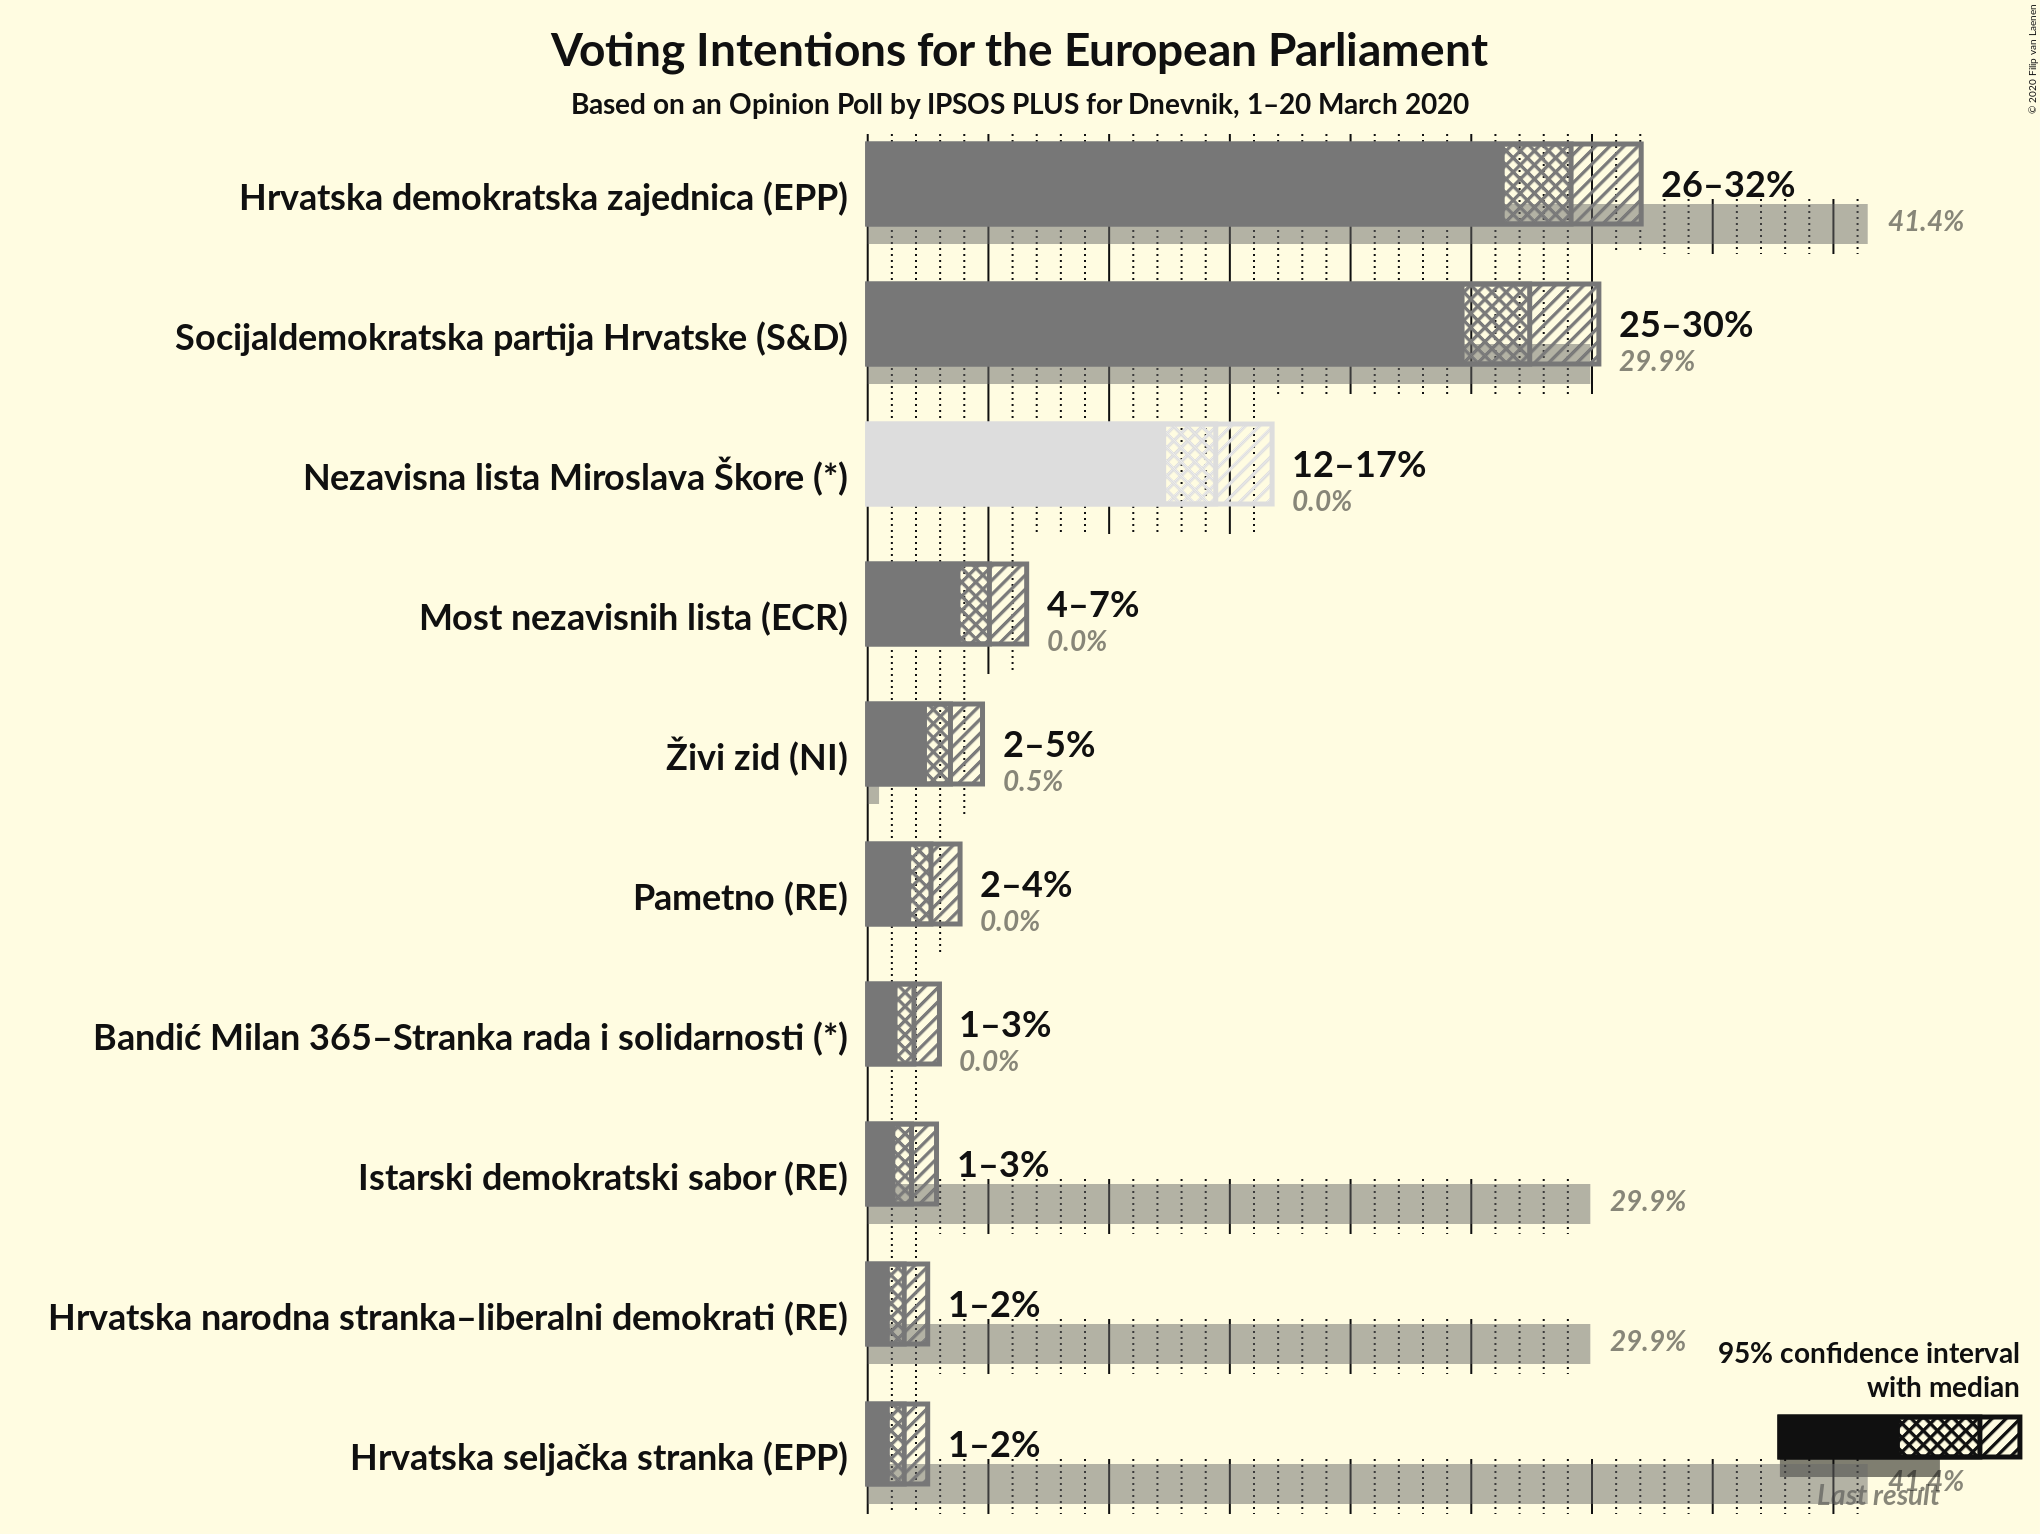 Voting Intentions for the European Parliament
Based on an Opinion Poll by IPSOS PLUS for Dnevnik, 1–20 March 2020
© 2020 Filip van Laenen
Hrvatska demokratska zajednica (EPP)
26–32%
41.4%
Socijaldemokratska partija Hrvatske (S&D)
25–30%
29.9%
Nezavisna lista Miroslava Škore (*)
12–17%
0.0%
Most nezavisnih lista (ECR)
4–7%
0.0%
Živi zid (NI)
2–5%
0.5%
Pametno (RE)
2–4%
0.0%
Bandić Milan 365–Stranka rada i solidarnosti (*)
1–3%
0.0%
Istarski demokratski sabor (RE)
1–3%
29.9%
Hrvatska narodna stranka–liberalni demokrati (RE)
1–2%
29.9%
Hrvatska seljačka stranka (EPP)
1–2%
41.4%
95% confidence interval
with median
Last result